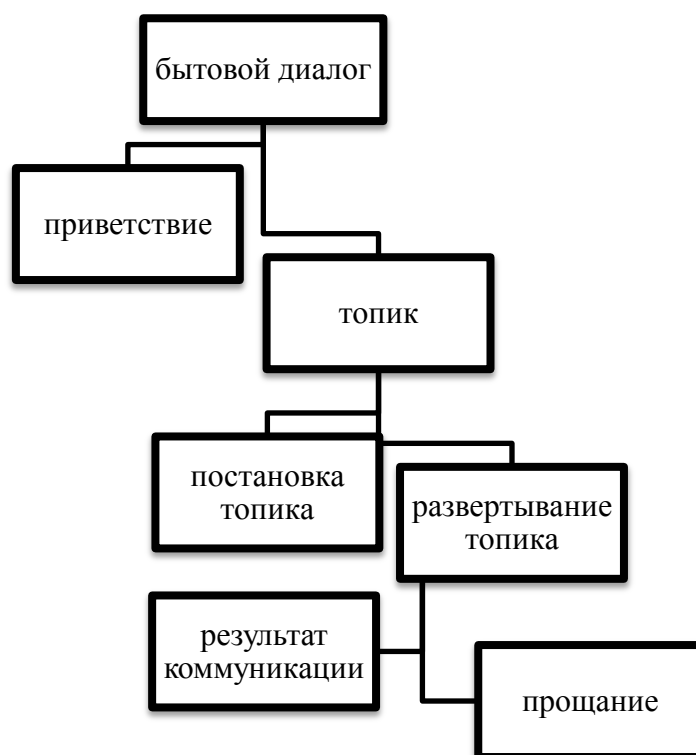 бытовой диалог
приветствие
топик
постановка
топика
развертывание
топика
результат
коммуникации
прощание